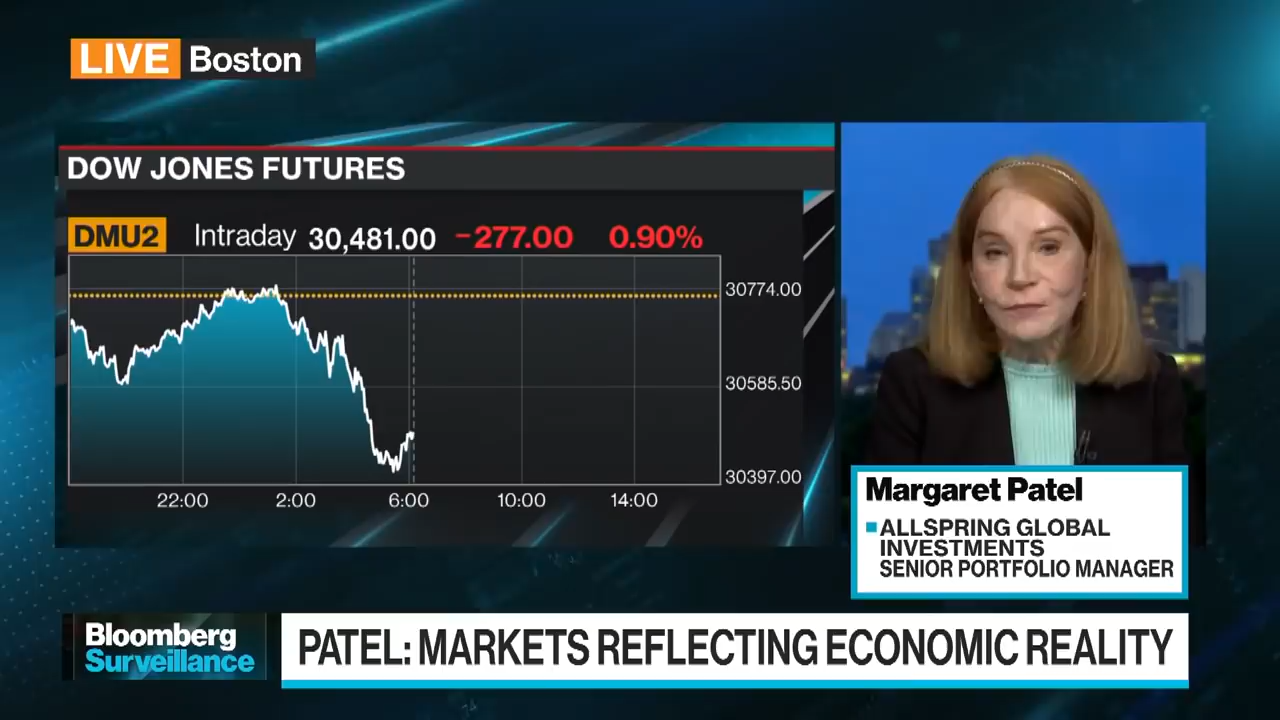 LIVE Boston
DOW JONES FUTURES
DMU2 Intraday 30,481.00 -277.00 0.90%
30774.00
30585.50
30397.00
22:00 2:00 6:00 10:00 14:00
Margaret Patel
ALLSPRING GLOBAL
INVESTMENTS
SENIOR PORTFOLIO MANAGER
Bloomberg
Surveillance
PATEL: MARKETS REFLECTING ECONOMIC REALITY